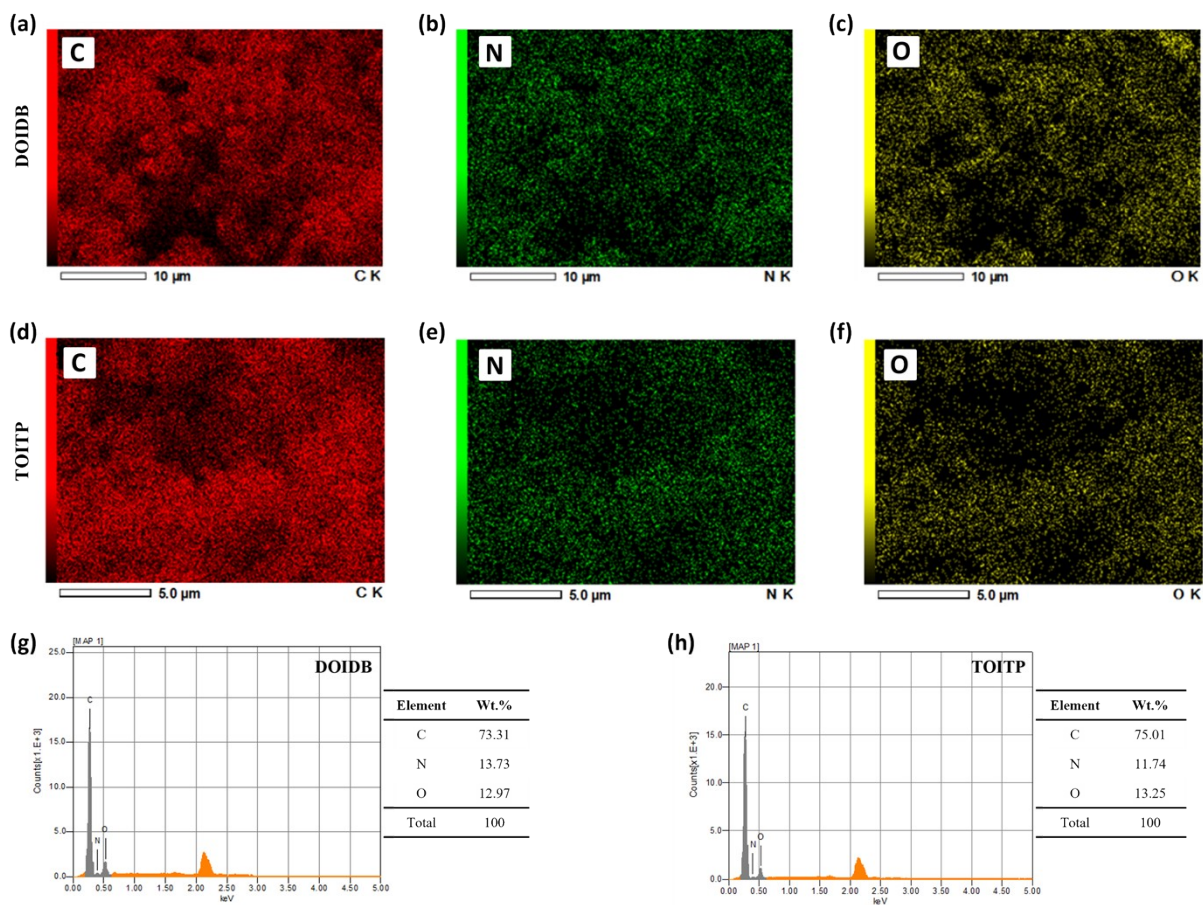 (a) (b) (c)
C N O
DOIDB
10 µm C K 10 µm N K 10 µm O K
(d) (e) (f)
C N O
TOITP
5.0 µm C K 5.0 µm N K 5.0 µm O K
(g)
[MAP 1]
DOIDB
Counts[x1.E+3]
25.0
20.0
15.0
10.0
5.0
0.0
C
N
O
0.00 0.50 1.00 1.50 2.00 2.50 3.00 3.50 4.00 4.50 5.00
keV
Element Wt.%
C 73.31
N 13.73
O 12.97
Total 100
(h)
[MAP 1]
TOITP
Counts[x1.E+3]
20.0
15.0
10.0
5.0
0.0
C
N
O
0.00 0.50 1.00 1.50 2.00 2.50 3.00 3.50 4.00 4.50 5.00
keV
Element Wt.%
C 75.01
N 11.74
O 13.25
Total 100